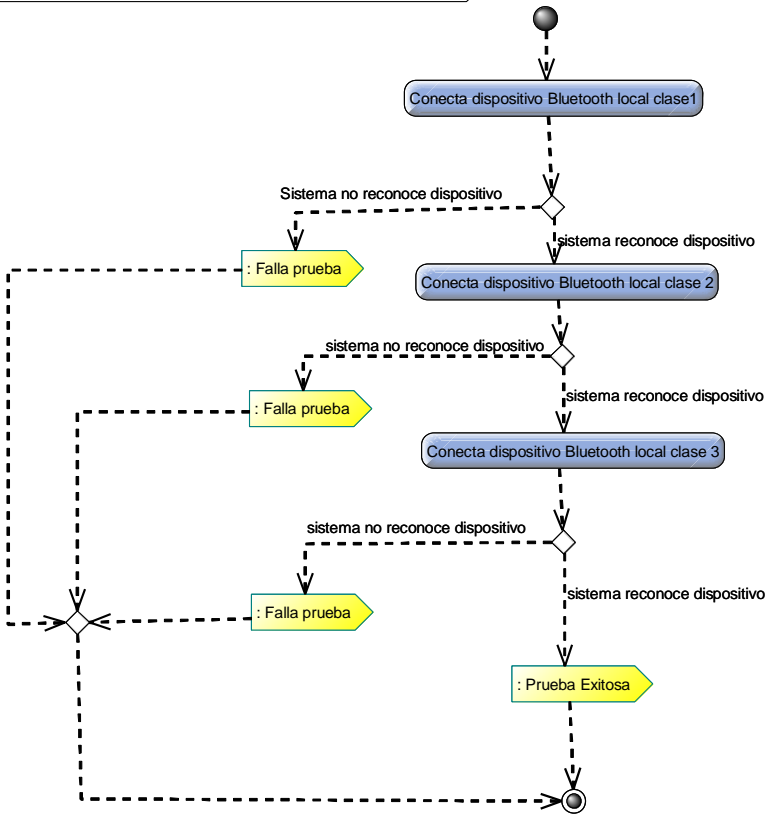 Conecta dispositivo Bluetooth local clase1
Sistema no reconoce dispositivo
sistema reconoce dispositivo
: Falla prueba
Conecta dispositivo Bluetooth local clase 2
sistema no reconoce dispositivo
sistema reconoce dispositivo
: Falla prueba
Conecta dispositivo Bluetooth local clase 3
sistema no reconoce dispositivo
sistema reconoce dispositivo
: Falla prueba
: Prueba Exitosa